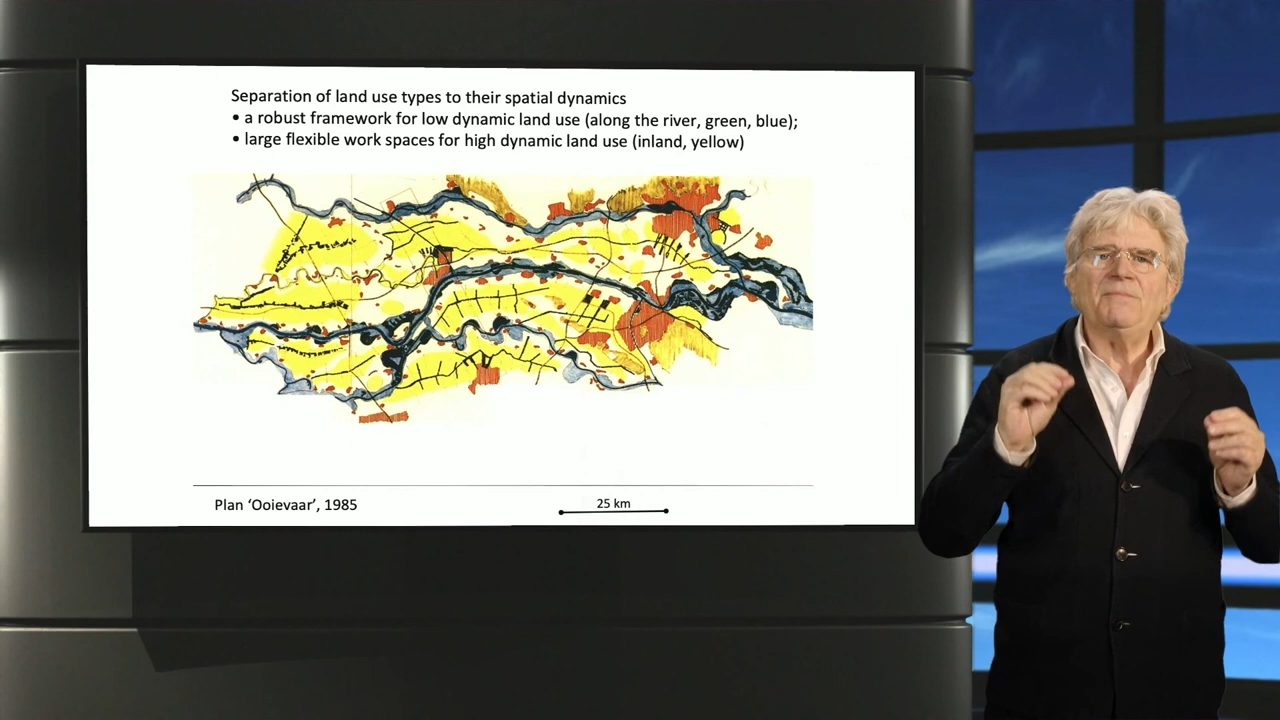 Separation of land use types to their spatial dynamics
• a robust framework for low dynamic land use (along the river, green, blue);
• large flexible work spaces for high dynamic land use (inland, yellow)
Plan ‘Ooievaar’, 1985
25 km